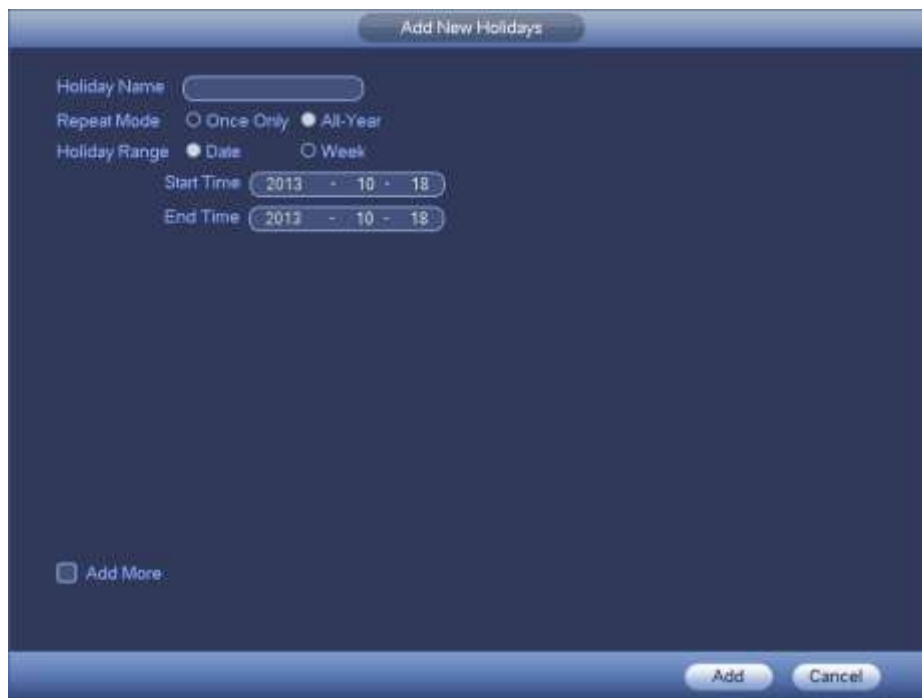 Add New Holidays
Holiday Name
Repeat Mode Once Only All-Year
Holiday Range Date Week
Start Time 2013 - 10 - 18
End Time 2013 - 10 - 18
Add More
Add Cancel